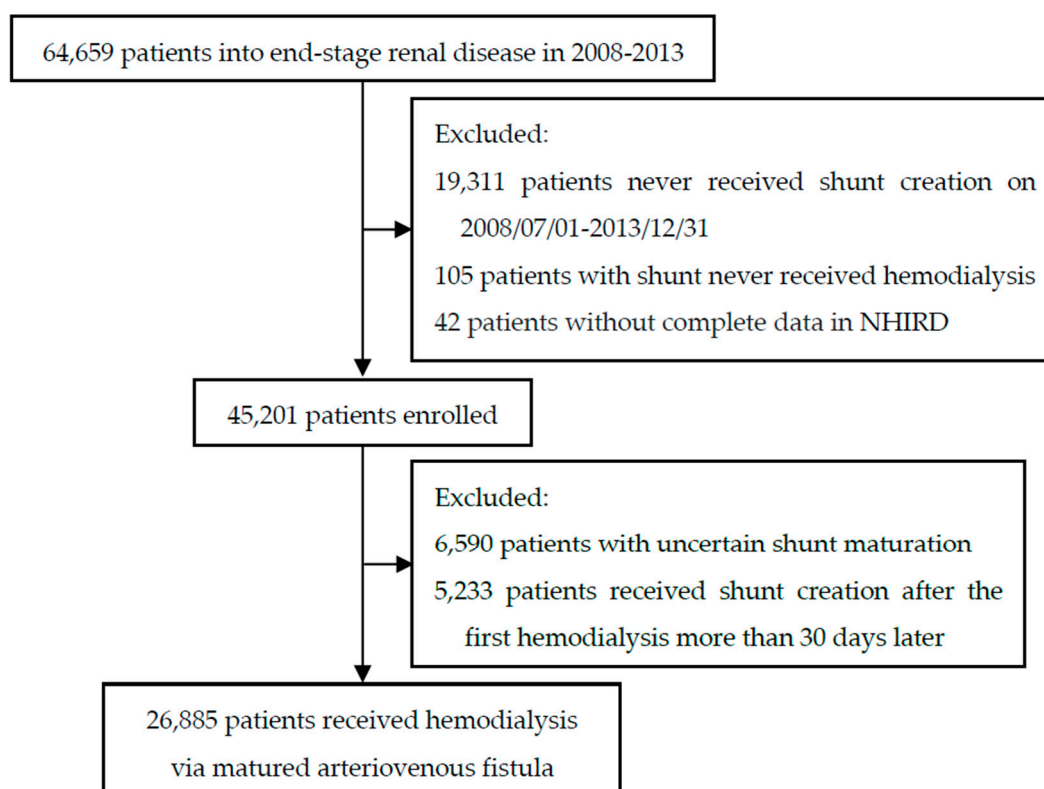 64,659 patients into end-stage renal disease in 2008-2013
Excluded:
19,311 patients never received shunt creation on
2008/07/01-2013/12/31
105 patients with shunt never received hemodialysis
42 patients without complete data in NHIRD
45,201 patients enrolled
Excluded:
6,590 patients with uncertain shunt maturation
5,233 patients received shunt creation after the
first hemodialysis more than 30 days later
26,885 patients received hemodialysis
via matured arteriovenous fistula